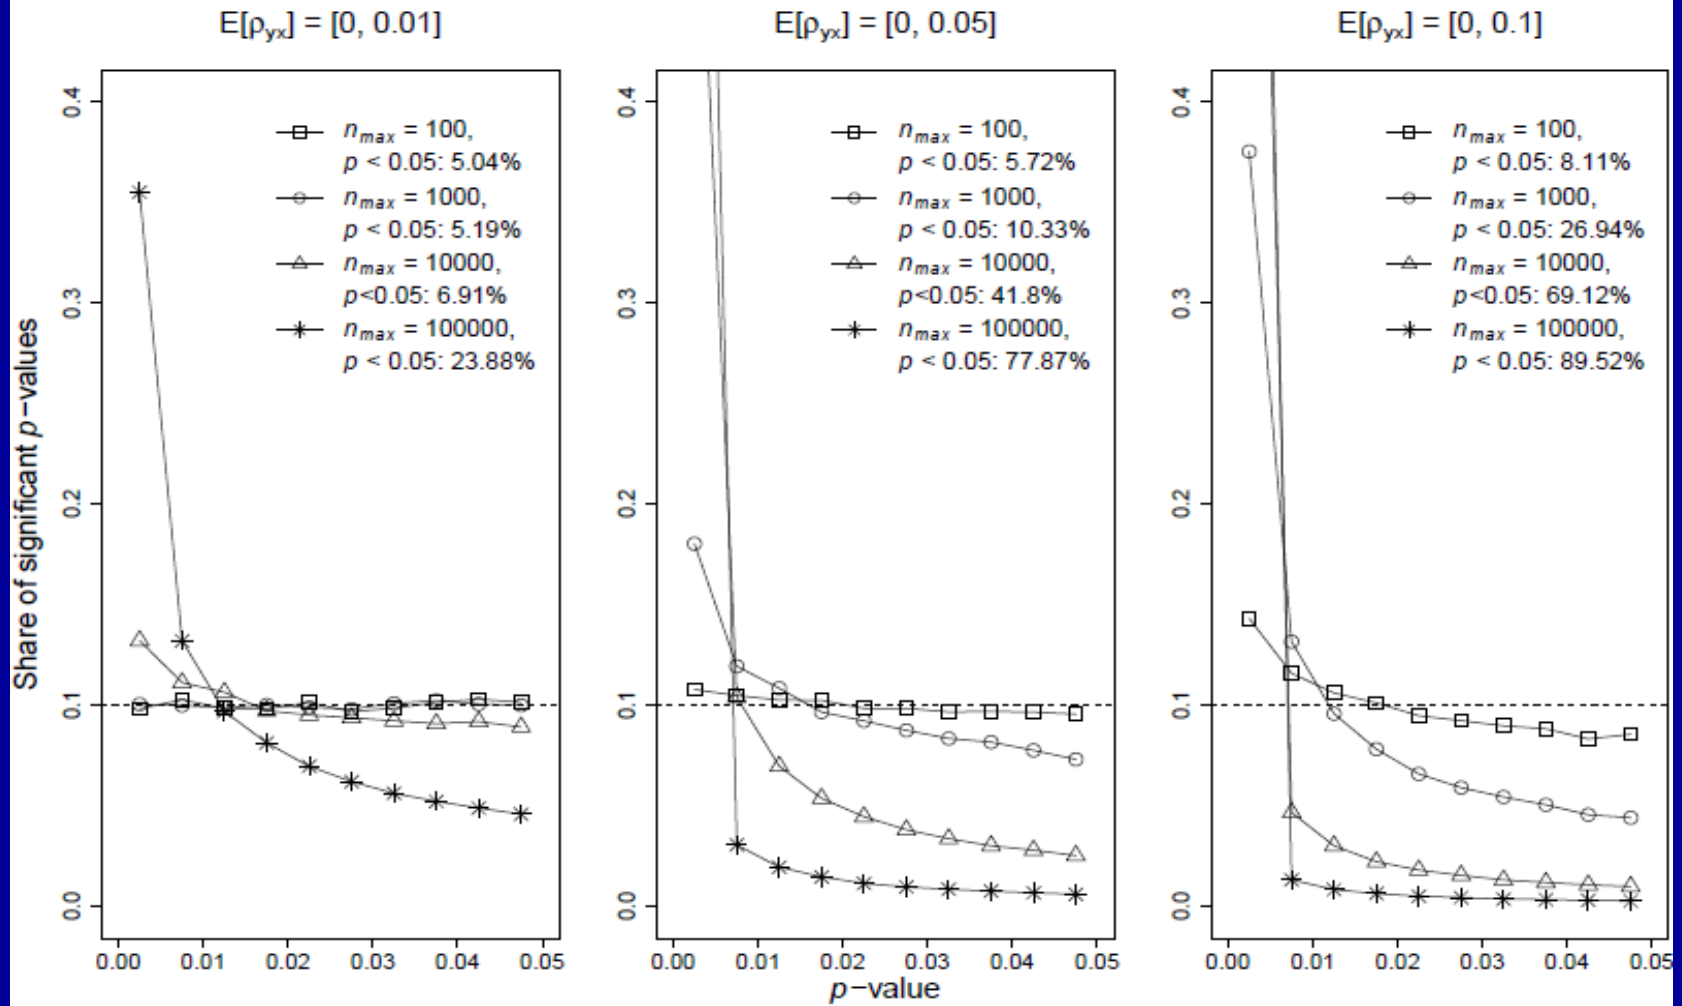 E[ρyx] = [0, 0.01]
E[ρyx] = [0, 0.05]
E[ρyx] = [0, 0.1]
Share of significant p−values
0.4
0.3
0.2
0.1
0.0
nmax = 100,
p < 0.05: 5.04%
nmax = 1000,
p < 0.05: 5.19%
nmax = 10000,
p<0.05: 6.91%
nmax = 100000,
p < 0.05: 23.88%
0.00 0.01 0.02 0.03 0.04 0.05
0.4
0.3
0.2
0.1
0.0
nmax = 100,
p < 0.05: 5.72%
nmax = 1000,
p < 0.05: 10.33%
nmax = 10000,
p<0.05: 41.8%
nmax = 100000,
p < 0.05: 77.87%
0.00 0.01 0.02 0.03 0.04 0.05
0.4
0.3
0.2
0.1
0.0
nmax = 100,
p < 0.05: 8.11%
nmax = 1000,
p < 0.05: 26.94%
nmax = 10000,
p<0.05: 69.12%
nmax = 100000,
p < 0.05: 89.52%
0.00 0.01 0.02 0.03 0.04 0.05
p−value